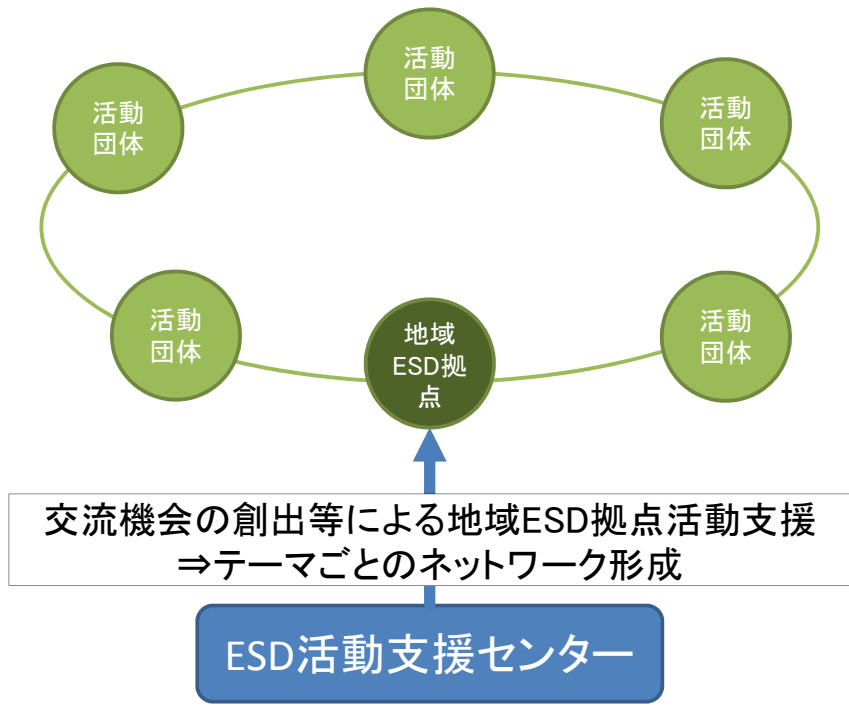 活動
団体
活動
団体
活動
団体
活動
団体
地域
ESD拠
点
活動
団体
交流機会の創出等による地域ESD拠点活動支援
⇒テーマごとのネットワーク形成
ESD活動支援センター